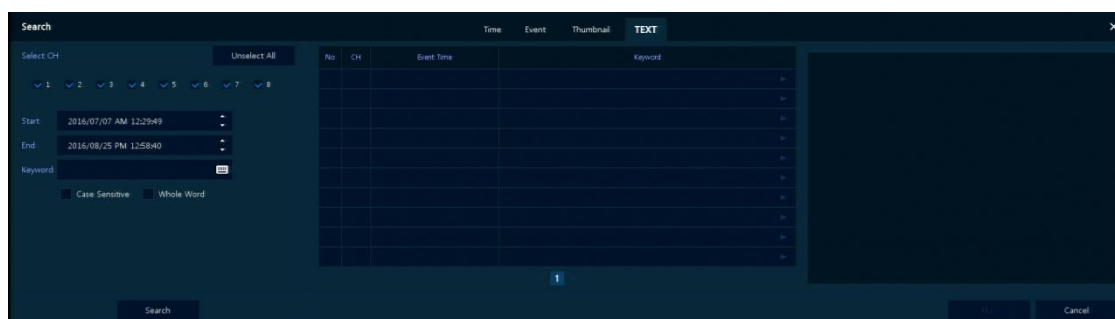 Search
Time Event Thumbnail TEXT
Select CH
Unselect All
1 2 3 4 5 6 7 8
Start 2016/07/07 AM 12:29:49
End 2016/08/25 PM 12:58:40
Keyword
Case Sensitive Whole Word
No CH Event Time Keyword
1
Search
Cancel